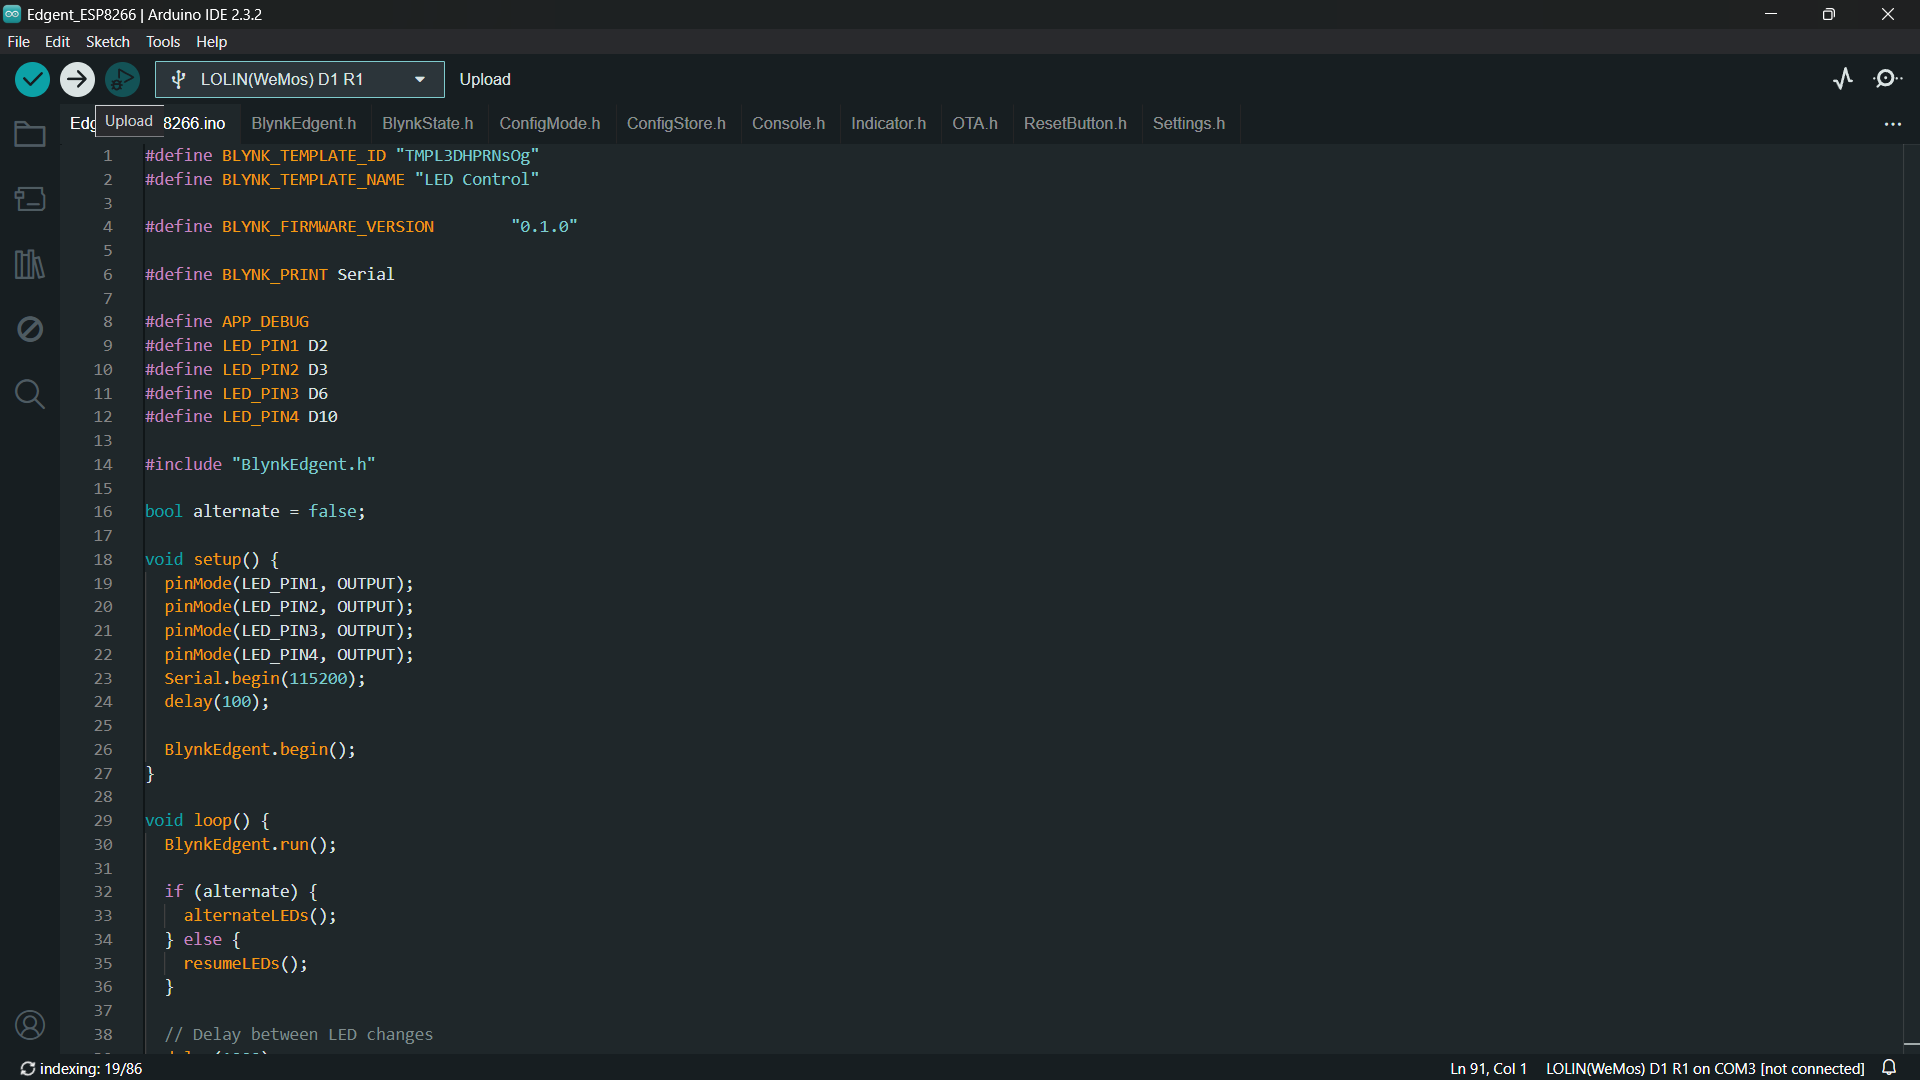 Edgent_ESP8266 | Arduino IDE 2.3.2
File Edit Sketch Tools Help
LOLIN(WeMos) D1 R1 Upload
Upload
8266.ino BlynkEdgent.h BlynkState.h ConfigMode.h ConfigStore.h Console.h Indicator.h OTA.h ResetButton.h Settings.h
1 #define BLYNK_TEMPLATE_ID "TMPL3DHPRNsOg"
2 #define BLYNK_TEMPLATE_NAME "LED Control"
3
4 #define BLYNK_FIRMWARE_VERSION "0.1.0"
5
6 #define BLYNK_PRINT Serial
7
8 #define APP_DEBUG
9 #define LED_PIN1 D2
10 #define LED_PIN2 D3
11 #define LED_PIN3 D6
12 #define LED_PIN4 D10
13
14 #include "BlynkEdgent.h"
15
16 bool alternate = false;
17
18 void setup() {
19 pinMode(LED_PIN1, OUTPUT);
20 pinMode(LED_PIN2, OUTPUT);
21 pinMode(LED_PIN3, OUTPUT);
22 pinMode(LED_PIN4, OUTPUT);
23 Serial.begin(115200);
24 delay(100);
25
26 BlynkEdgent.begin();
27 }
28
29 void loop() {
30 BlynkEdgent.run();
31
32 if (alternate) {
33 alternateLEDs();
34 } else {
35 resumeLEDs();
36 }
37
38 // Delay between LED changes
indexing: 19/86 Ln 91, Col 1 LOLIN(WeMos) D1 R1 on COM3 [not connected]